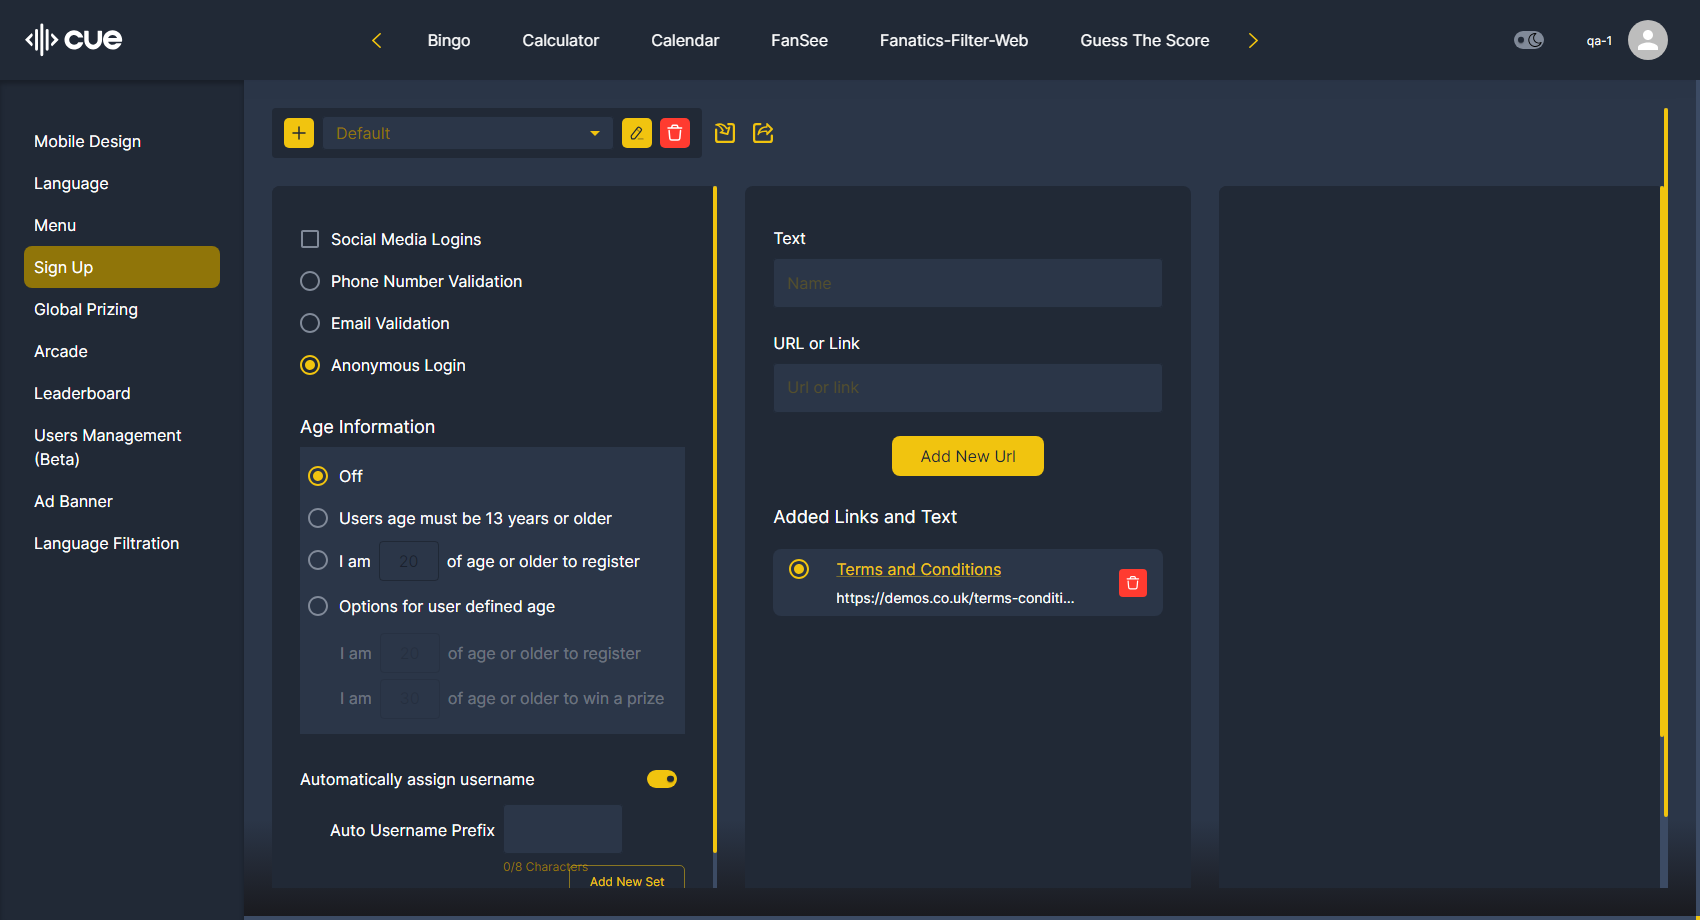 cue
Bingo
Calculator
Calendar
FanSee
Fanatics-Filter-Web
Guess The Score
qa-1
Mobile Design
Language
Menu
Sign Up
Global Prizing
Arcade
Leaderboard
Users Management
(Beta)
Ad Banner
Language Filtration
Default
Social Media Logins
Phone Number Validation
Email Validation
Anonymous Login
Age Information
Off
Users age must be 13 years or older
I am 20 of age or older to register
Options for user defined age
I am 20 of age or older to register
I am 30 of age or older to win a prize
Automatically assign username
Auto Username Prefix
0/8 Characters
Add New Set
Text
Name
URL or Link
Url or link
Add New Url
Added Links and Text
Terms and Conditions
https://demos.co.uk/terms-conditi...